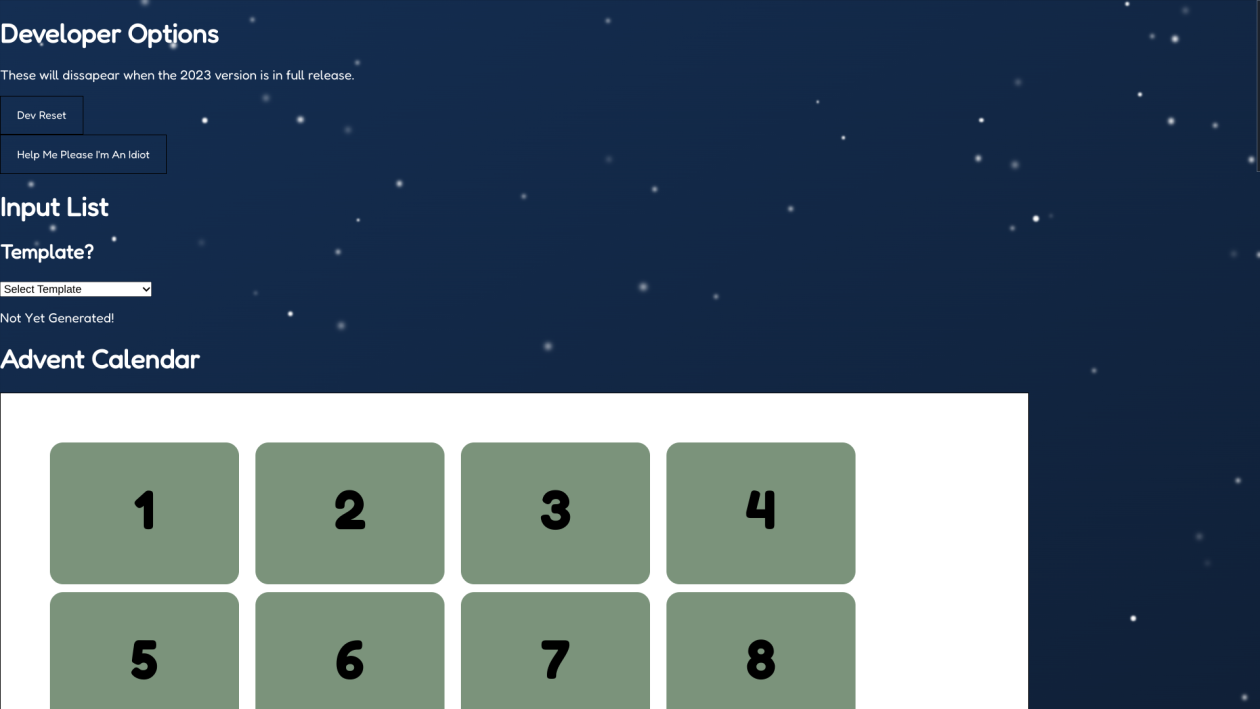 Developer Options
These will dissapear when the 2023 version is in full release.
Dev Reset
Help Me Please I'm An Idiot
Input List
Template?
Select Template
Not Yet Generated!
Advent Calendar
1 2 3 4
5 6 7 8